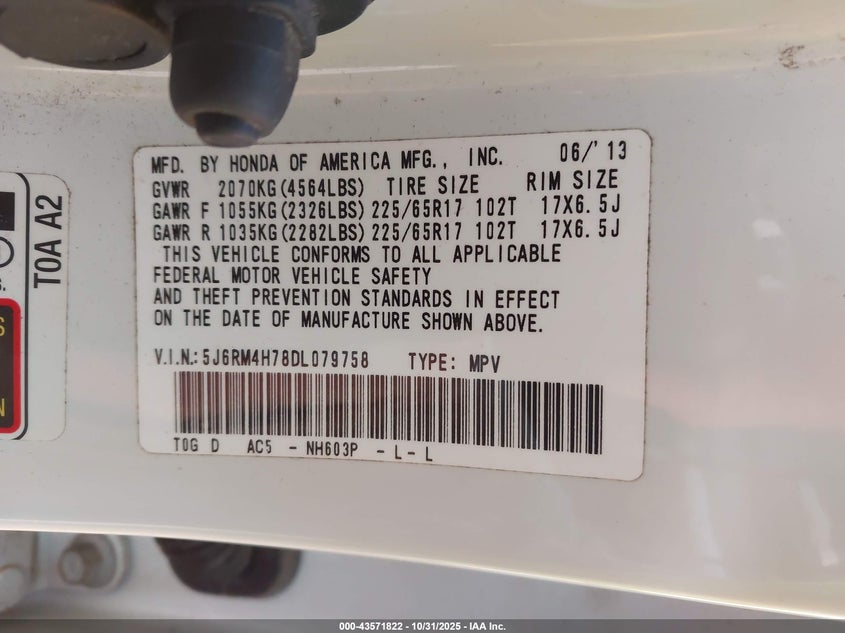 MFD. BY HONDA OF AMERICA MFG., INC. 06/'13
GVWR 2070KG(4564LBS) TIRE SIZE RIM SIZE
GAWR F 1055KG(2326LBS) 225/65R17 102T 17X6.5J
GAWR R 1035KG(2282LBS) 225/65R17 102T 17X6.5J
THIS VEHICLE CONFORMS TO ALL APPLICABLE
FEDERAL MOTOR VEHICLE SAFETY
AND THEFT PREVENTION STANDARDS IN EFFECT
ON THE DATE OF MANUFACTURE SHOWN ABOVE.
V.I.N.: 5J6RM4H78DL079758 TYPE: MPV
T0G D AC5 - NH603P - L - L
T0A A2
000-43571822 - 10/31/2025 - IAA Inc.